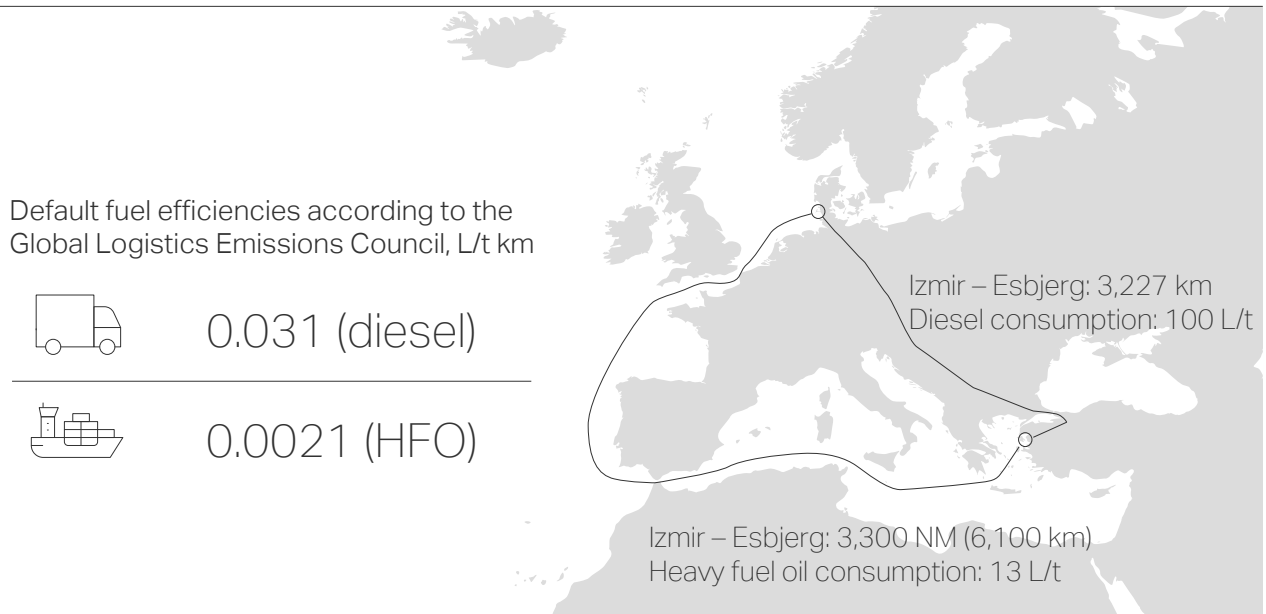 Default fuel efficiencies according to the
Global Logistics Emissions Council, L/t km
0.031 (diesel)
0.0021 (HFO)
Izmir – Esbjerg: 3,227 km
Diesel consumption: 100 L/t
Izmir – Esbjerg: 3,300 NM (6,100 km)
Heavy fuel oil consumption: 13 L/t